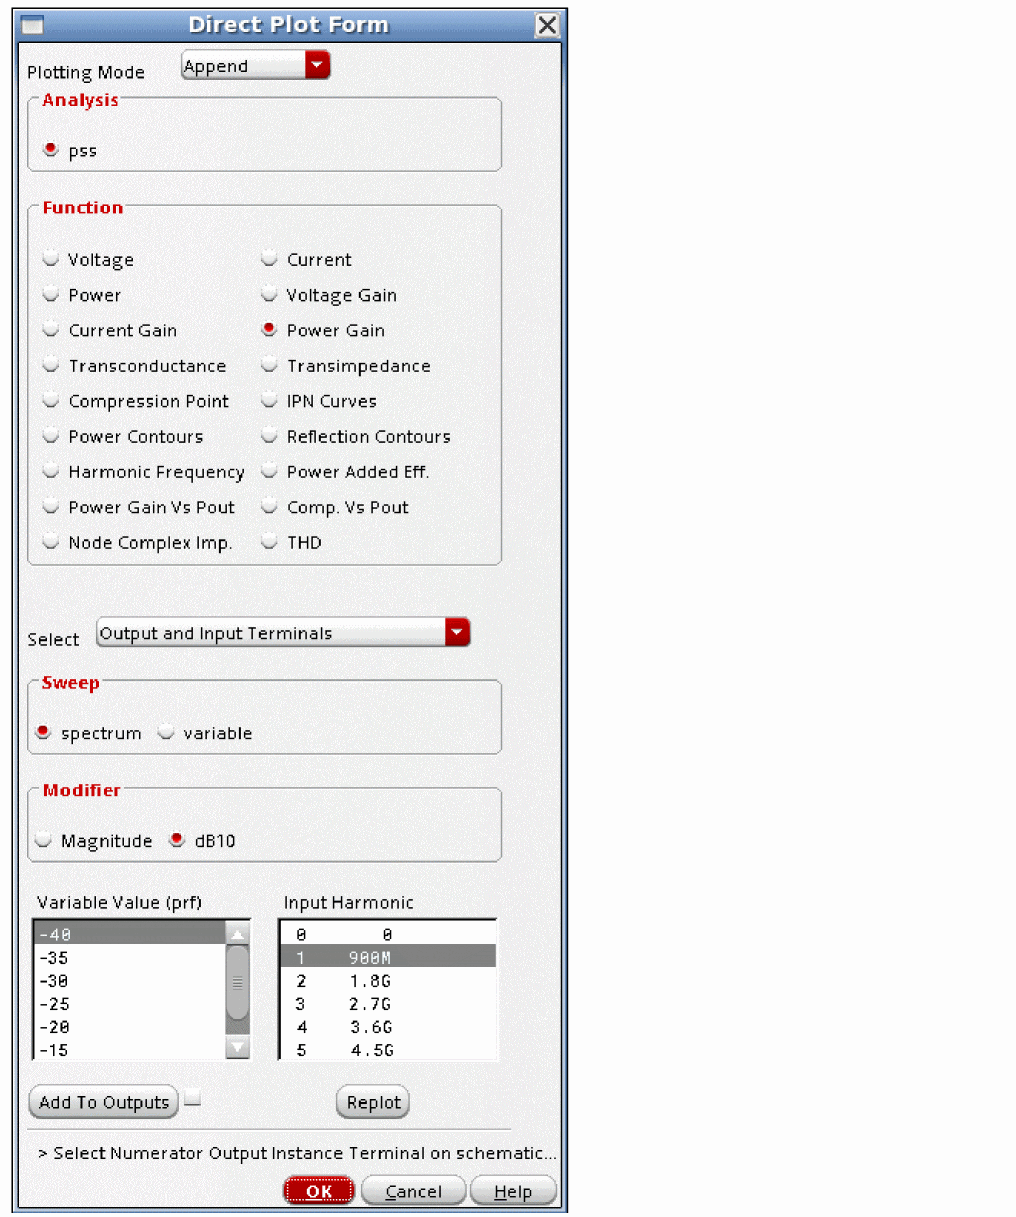 Direct Plot Form
Plotting Mode Append
Analysis
pss
Function
Voltage Current
Power Voltage Gain
Current Gain Power Gain
Transconductance Transimpedance
Compression Point IPN Curves
Power Contours Reflection Contours
Harmonic Frequency Power Added Eff.
Power Gain Vs Pout Comp. Vs Pout
Node Complex Imp. THD
Select Output and Input Terminals
Sweep
spectrum variable
Modifier
Magnitude dB10
Variable Value (prf) Input Harmonic
-40 0 0
-35 1 900M
-30 2 1.8G
-25 3 2.7G
-20 4 3.6G
-15 5 4.5G
Add To Outputs Replot
> Select Numerator Output Instance Terminal on schematic...
OK Cancel Help